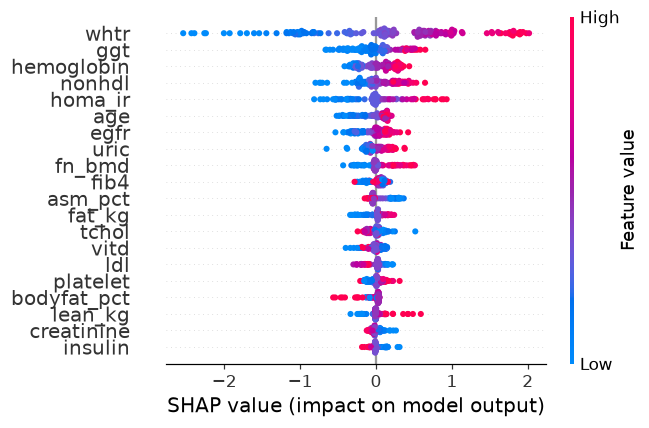 High
whtr
ggt
hemoglobin
nonhdl
homa_ir
age
egfr
uric
fn_bmd
fib4
asm_pct
fat_kg
tchol
vitd
ldl
platelet
bodyfat_pct
lean_kg
creatinine
insulin
Feature value
Low
−2 −1 0 1 2
SHAP value (impact on model output)